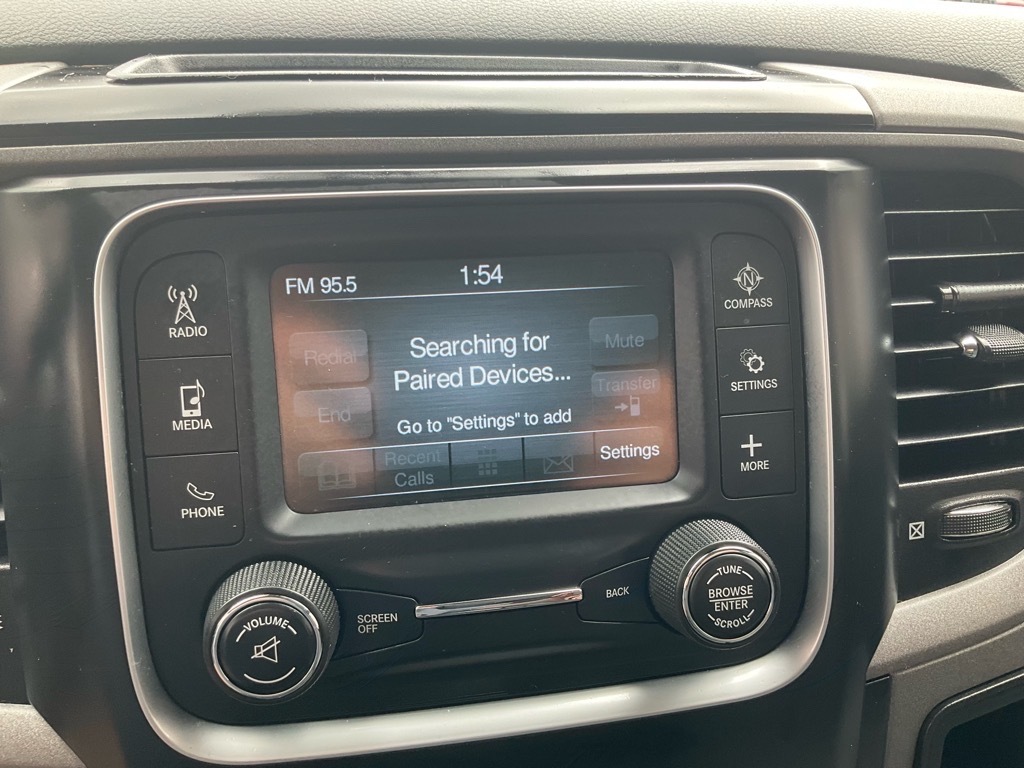 FM 95.5
1:54
Redial
Searching for
Paired Devices...
Mute
End
Transfer
Go to "Settings" to add
Recent
Calls
Settings
RADIO
MEDIA
PHONE
N
COMPASS
SETTINGS
MORE
VOLUME
SCREEN
OFF
BACK
TUNE
BROWSE
ENTER
SCROLL
E